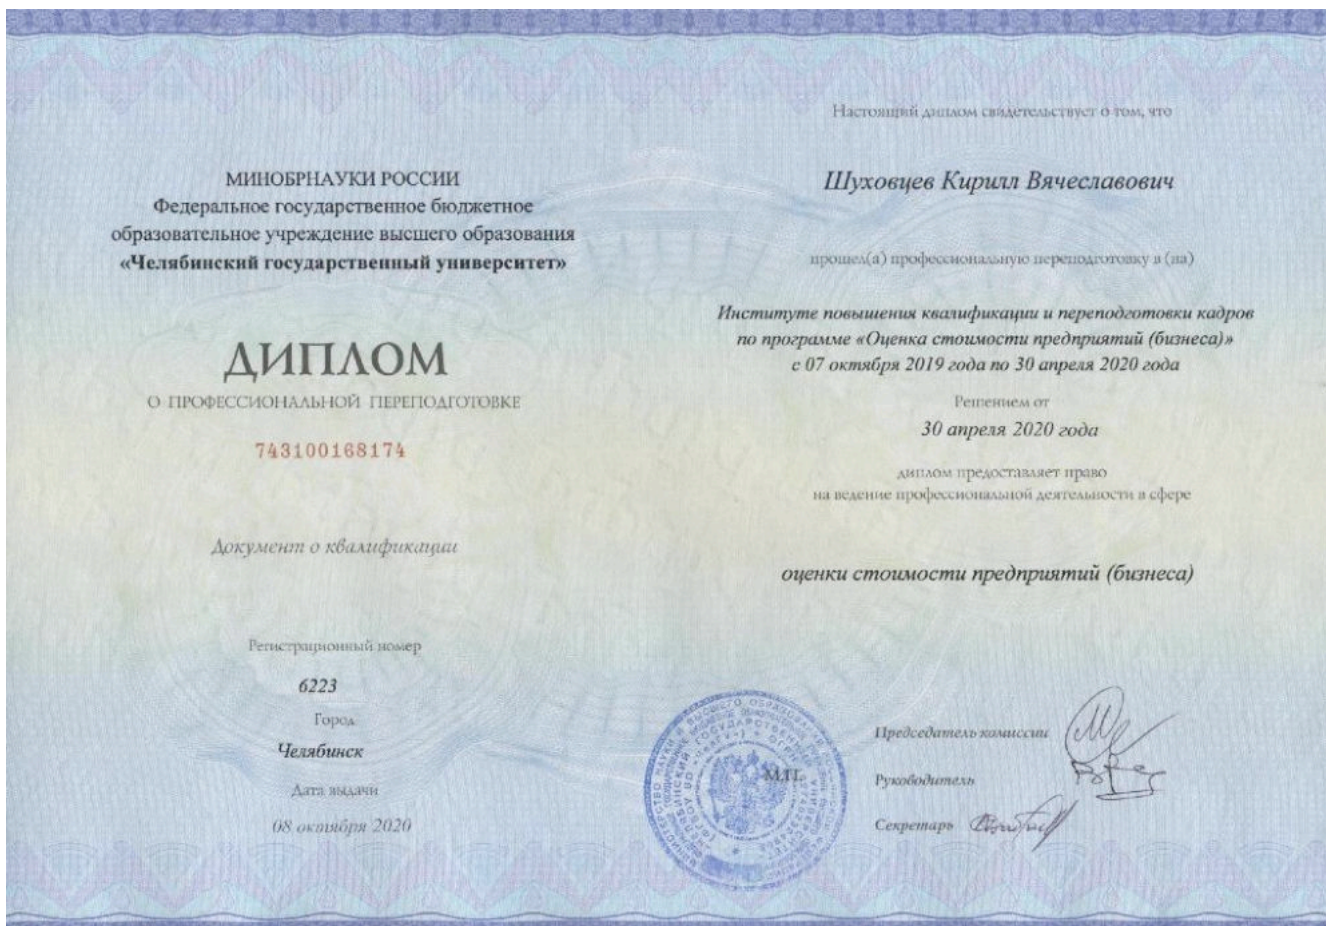 МИНОБРНАУКИ РОССИИ
Федеральное государственное бюджетное
образовательное учреждение высшего образования
«Челябинский государственный университет»
ДИПЛОМ
О ПРОФЕССИОНАЛЬНОЙ ПЕРЕПОДГОТОВКЕ
743100168174
Документ о квалификации
Регистрационный номер
6223
Город
Челябинск
Дата выдачи
08 октября 2020
Настоящий диплом свидетельствует о том, что
Шуховцев Кирилл Вячеславович
прошел(а) профессиональную переподготовку в (на)
Институте повышения квалификации и переподготовки кадров
по программе «Оценка стоимости предприятий (бизнеса)»
с 07 октября 2019 года по 30 апреля 2020 года
Решением от
30 апреля 2020 года
диплом предоставляет право
на ведение профессиональной деятельности в сфере
оценки стоимости предприятий (бизнеса)
Председатель комиссии
М.П.
Руководитель
Секретарь